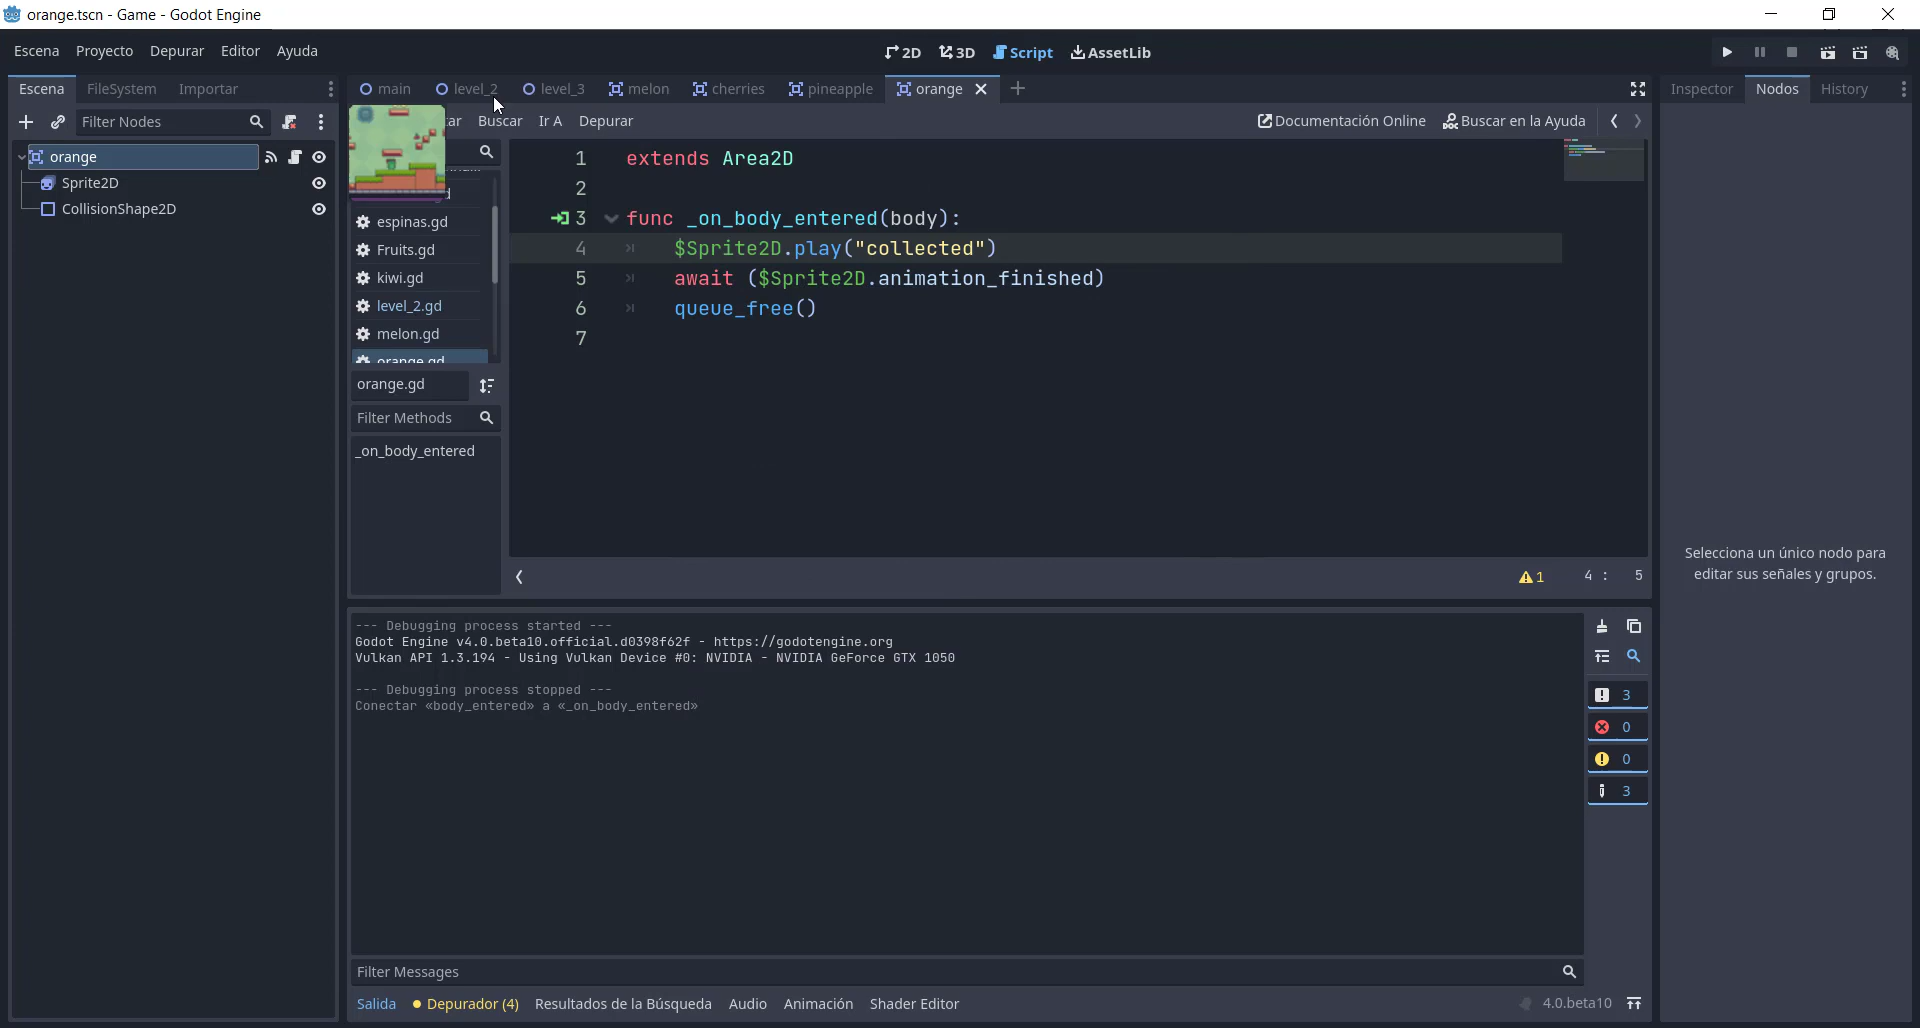 orange.tscn - Game - Godot Engine
Escena Proyecto Depurar Editor Ayuda
2D 3D Script AssetLib
Escena FileSystem Importar
main level_2 level_3 melon cherries pineapple orange
Inspector Nodos History
Filter Nodes
Buscar Ir A Depurar
Documentación Online Buscar en la Ayuda
orange
Sprite2D
CollisionShape2D
espinas.gd
Fruits.gd
kiwi.gd
level_2.gd
melon.gd
orange.gd
orange.gd
Filter Methods
_on_body_entered
1 extends Area2D
2
3 func _on_body_entered(body):
4 $Sprite2D.play("collected")
5 await ($Sprite2D.animation_finished)
6 queue_free()
7
1 4 : 5
Selecciona un único nodo para
editar sus señales y grupos.
--- Debugging process started ---
Godot Engine v4.0.beta10.official.d0398f62f - https://godotengine.org
Vulkan API 1.3.194 - Using Vulkan Device #0: NVIDIA - NVIDIA GeForce GTX 1050
--- Debugging process stopped ---
Conectar «body_entered» a «_on_body_entered»
3
0
0
3
Filter Messages
Salida Depurador (4) Resultados de la Búsqueda Audio Animación Shader Editor
4.0.beta10